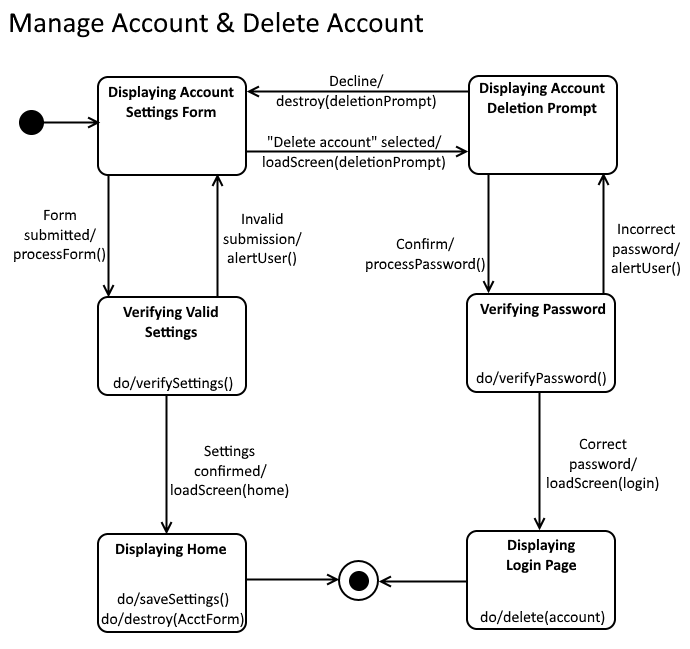 Manage Account & Delete Account
Displaying Account
Settings Form
Decline/
destroy(deletionPrompt)
"Delete account" selected/
loadScreen(deletionPrompt)
Displaying Account
Deletion Prompt
Form
submitted/
processForm()
Invalid
submission/
alertUser()
Confirm/
processPassword()
Incorrect
password/
alertUser()
Verifying Valid
Settings
do/verifySettings()
Verifying Password
do/verifyPassword()
Settings
confirmed/
loadScreen(home)
Correct
password/
loadScreen(login)
Displaying Home
do/saveSettings()
do/destroy(AcctForm)
Displaying
Login Page
do/delete(account)